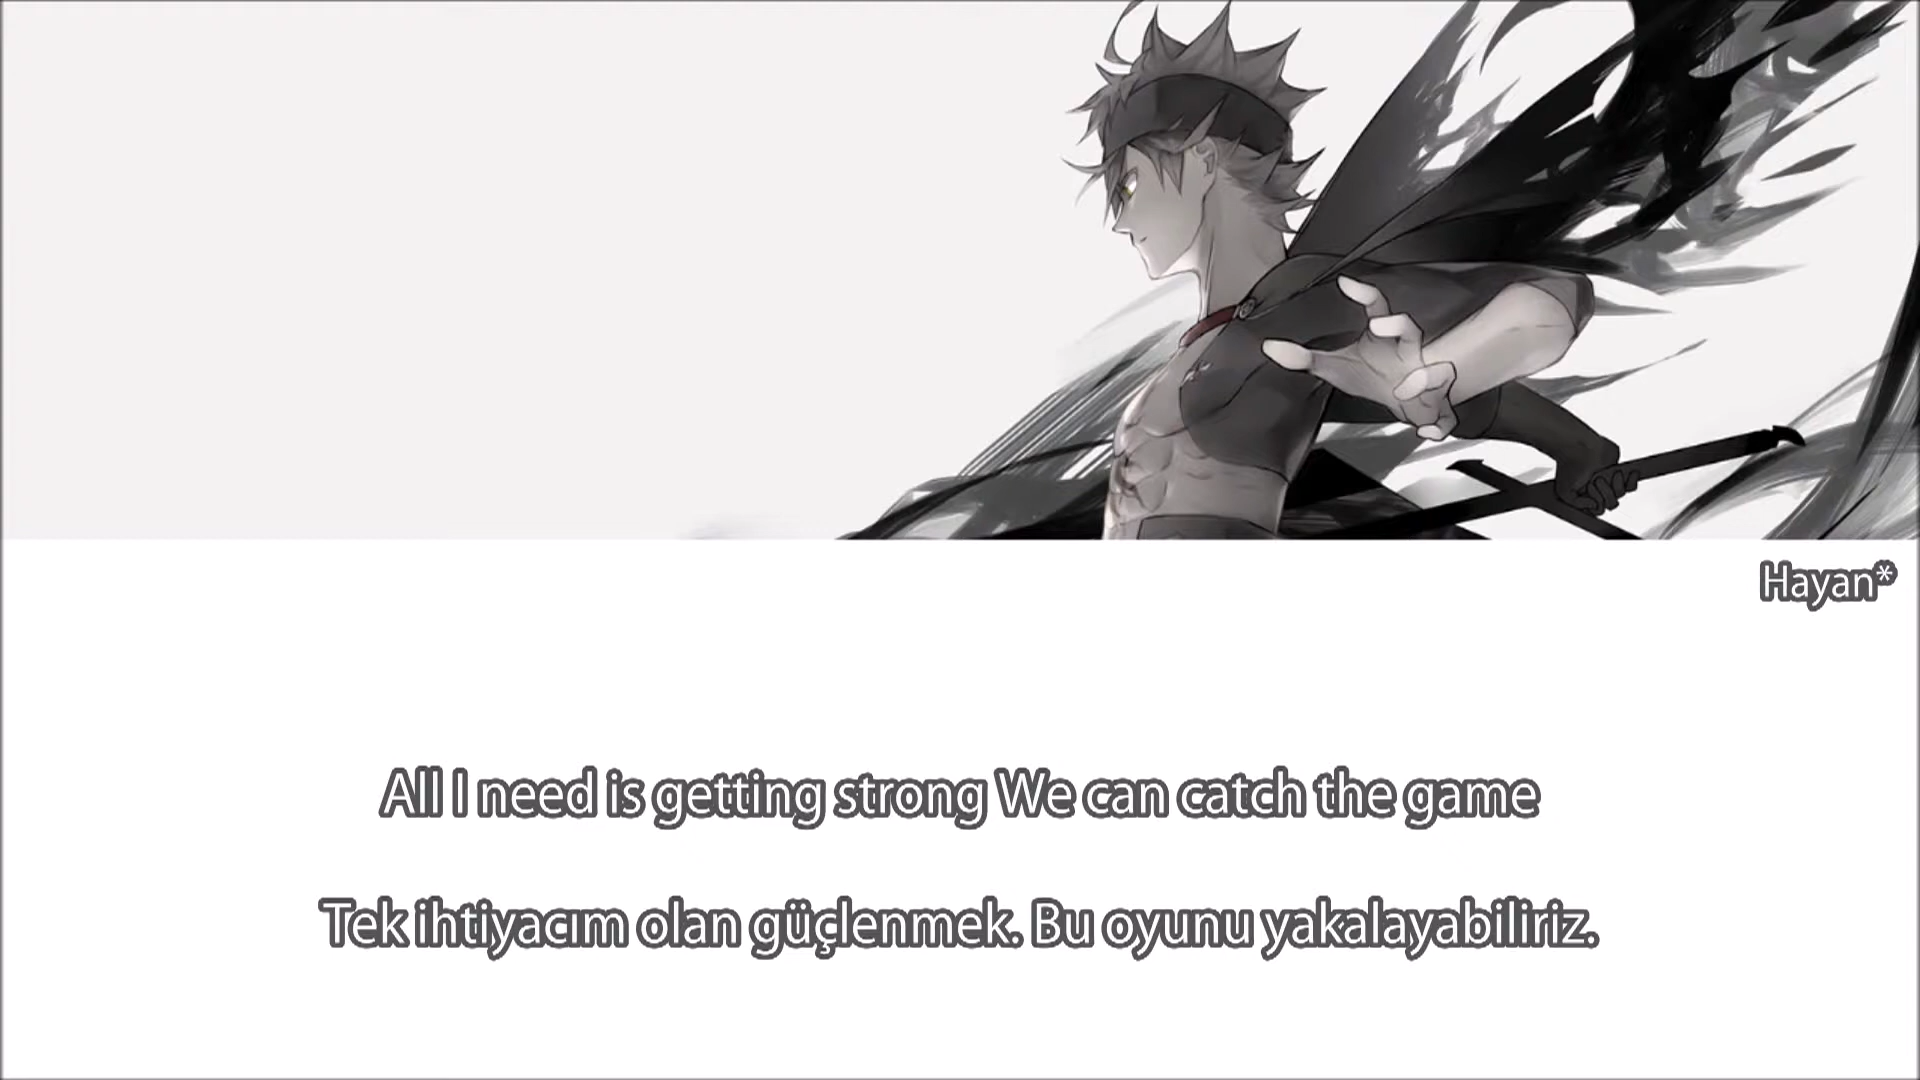 Hayan*
All I need is getting strong We can catch the game
Tek ihtiyacım olan güçlenmek. Bu oyunu yakalayabiliriz.